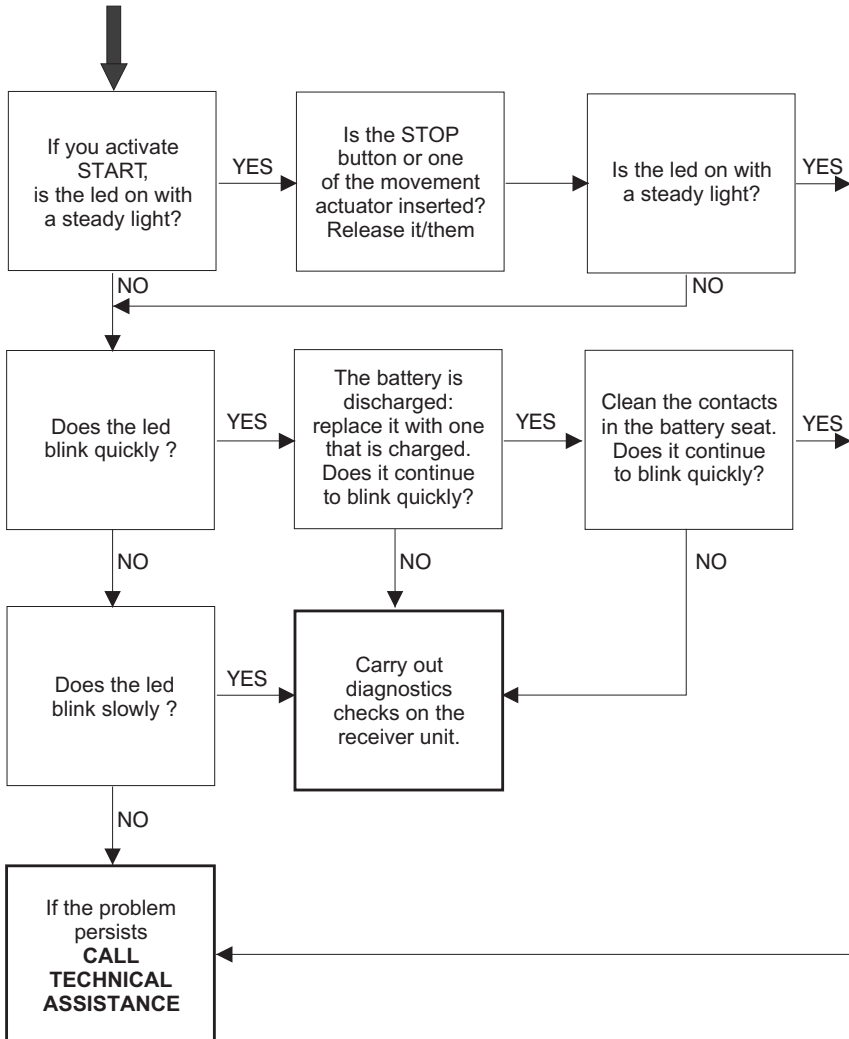 If you activate
START,
is the led on with
a steady light?
YES
Is the STOP
button or one
of the movement
actuator inserted?
Release it/them
Is the led on with
a steady light?
YES
NO
NO
Does the led
blink quickly ?
YES
The battery is
discharged:
replace it with one
that is charged.
Does it continue
to blink quickly?
YES
Clean the contacts
in the battery seat.
Does it continue
to blink quickly?
YES
NO
NO
NO
Does the led
blink slowly ?
YES
Carry out
diagnostics
checks on the
receiver unit.
NO
If the problem
persists
CALL
TECHNICAL
ASSISTANCE